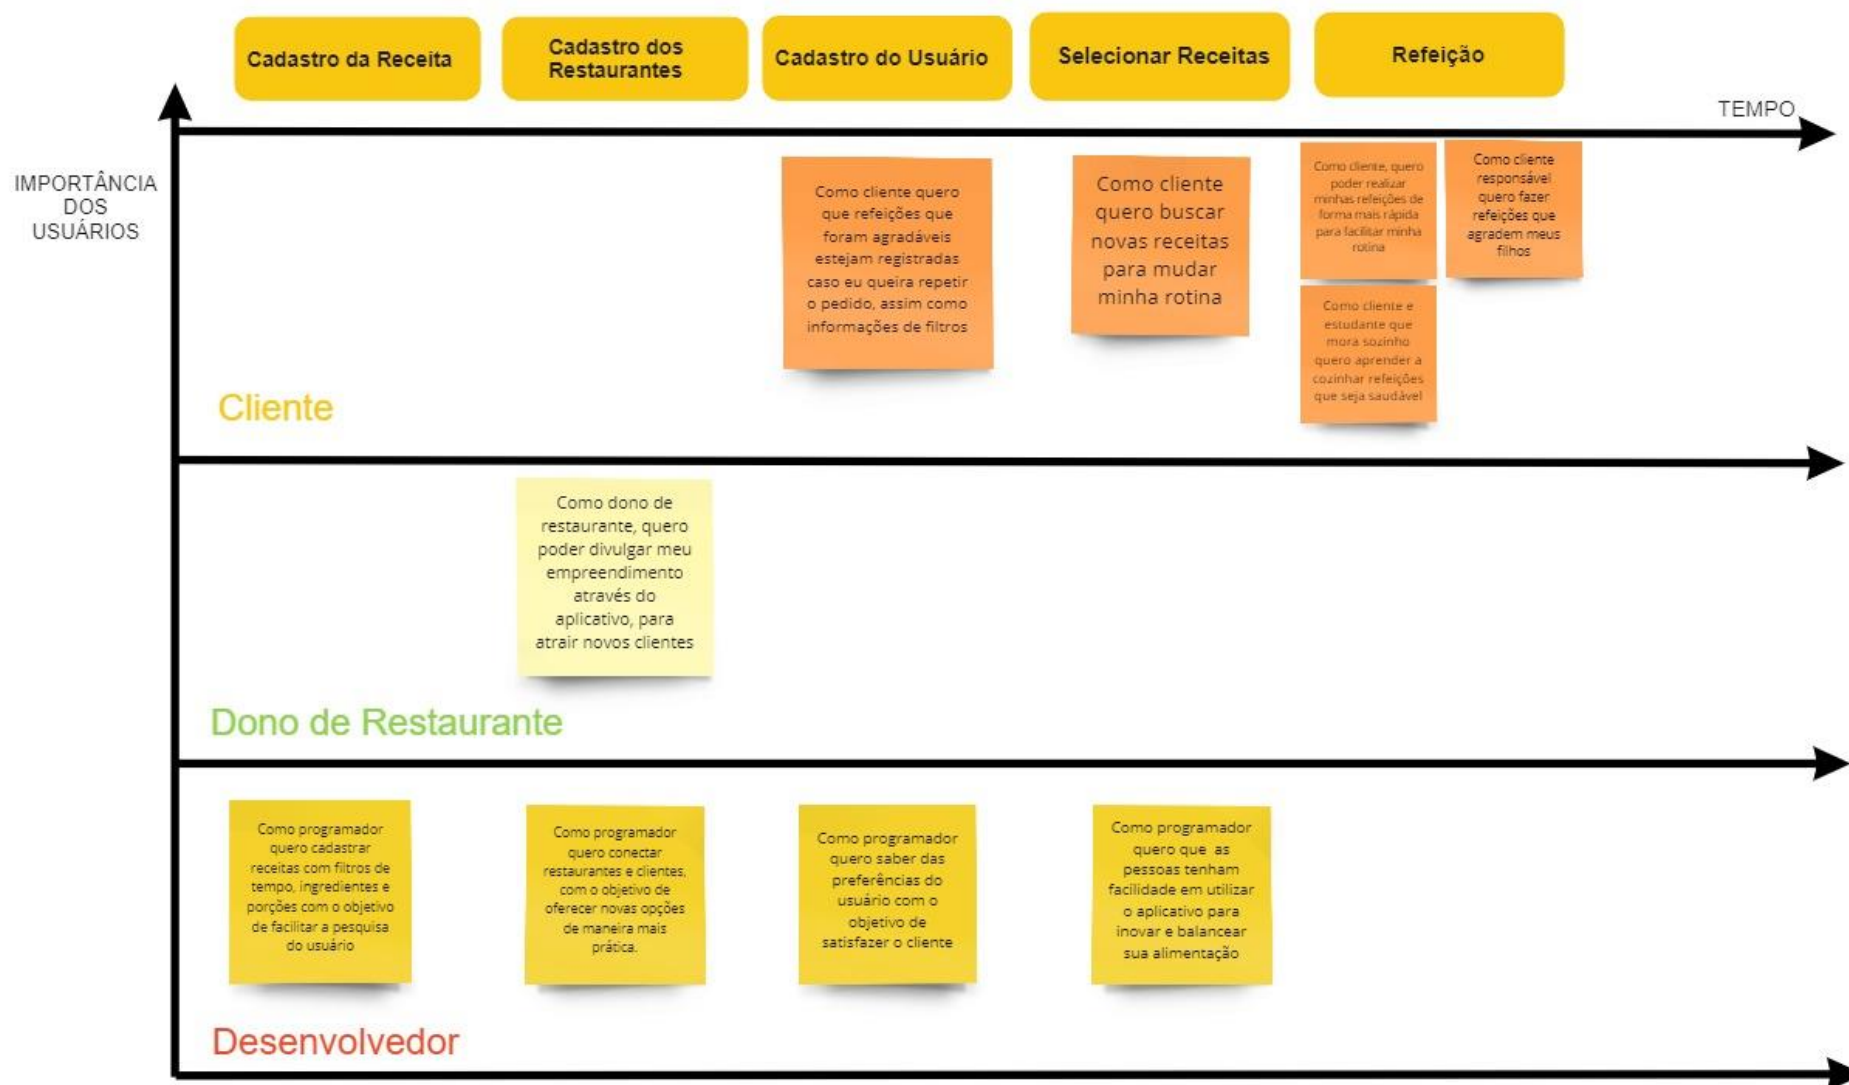 Cadastro da Receita
Cadastro dos
Restaurantes
Cadastro do Usuário
Selecionar Receitas
Refeição
TEMPO
IMPORTÂNCIA
DOS
USUÁRIOS
Como cliente quero
que refeições que
foram agradáveis
estejam registradas
caso eu queira repetir
o pedido, assim como
informações de filtros
Como cliente
quero buscar
novas receitas
para mudar
minha rotina
Como cliente, quero
poder realizar
minhas refeições de
forma mais rápida
para facilitar minha
rotina
Como cliente
responsável
quero fazer
refeições que
agradem meus
filhos
Como cliente e
estudante que
mora sozinho
quero aprender a
cozinhar refeições
que seja saudável
Cliente
Como dono de
restaurante, quero
poder divulgar meu
empreendimento
através do
aplicativo, para
atrair novos clientes
Dono de Restaurante
Como programador
quero cadastrar
receitas com filtros de
tempo, ingredientes e
porções com o objetivo
de facilitar a pesquisa
do usuário
Como programador
quero conectar
restaurantes e clientes,
com o objetivo de
oferecer novas opções
de maneira mais
prática.
Como programador
quero saber das
preferências do
usuário com o
objetivo de
satisfazer o cliente
Como programador
quero que as
pessoas tenham
facilidade em utilizar
o aplicativo para
inovar e balancear
sua alimentação
Desenvolvedor